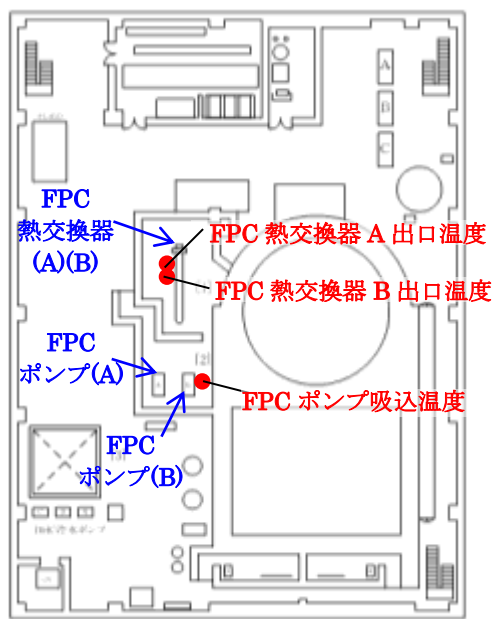 A
B
C
FPC
熱交換器
(A)(B)
FPC 熱交換器 A 出口温度
FPC 熱交換器 B 出口温度
FPC
ポンプ(A)
[2]
FPC ポンプ吸込温度
FPC
ポンプ(B)